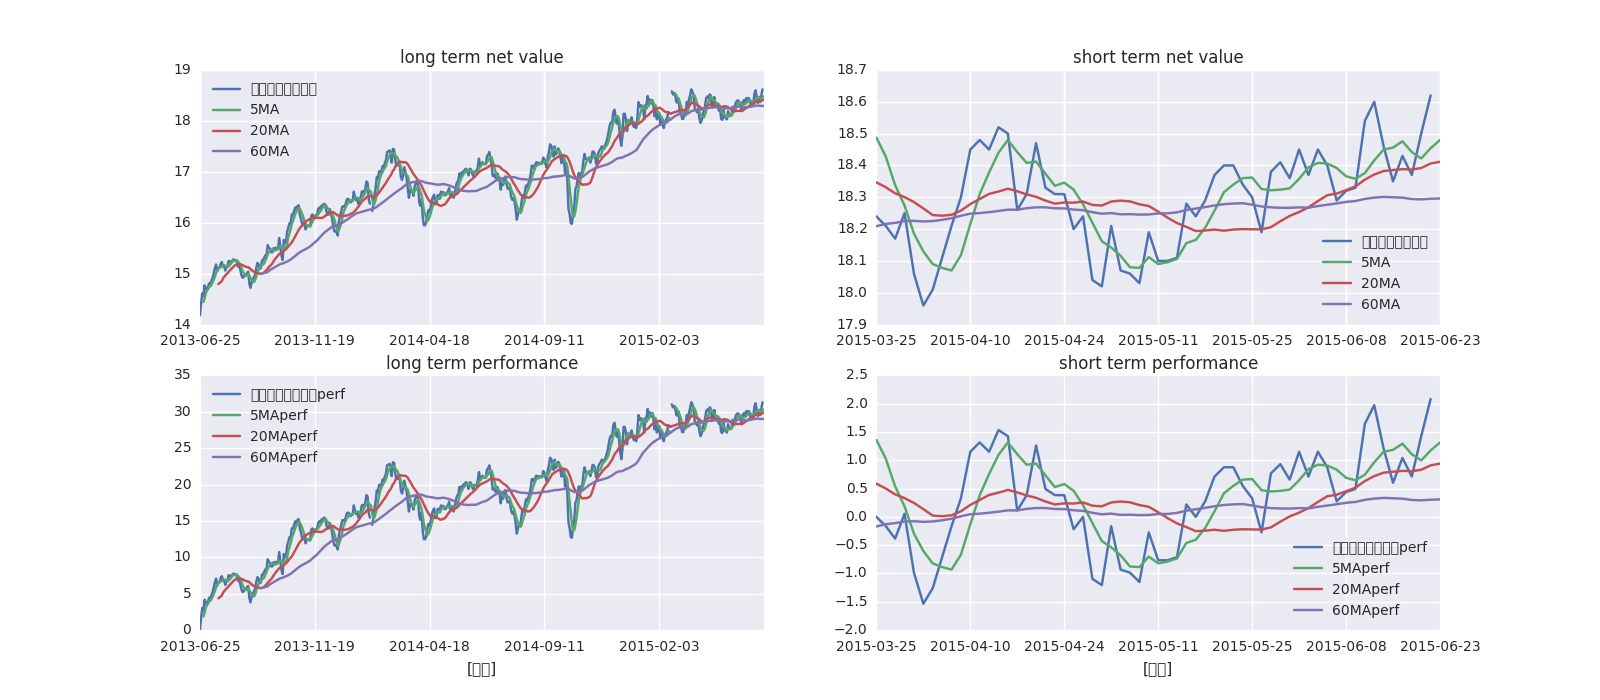 long term net value
19
18
17
16
15
14
5MA
20MA
60MA
2013-06-25 2013-11-19 2014-04-18 2014-09-11 2015-02-03
short term net value
18.7
18.6
18.5
18.4
18.3
18.2
18.1
18.0
17.9
5MA
20MA
60MA
2015-03-25 2015-04-10 2015-04-24 2015-05-11 2015-05-25 2015-06-08 2015-06-23
long term performance
35
30
25
20
15
10
5
0
perf
5MAperf
20MAperf
60MAperf
2013-06-25 2013-11-19 2014-04-18 2014-09-11 2015-02-03
short term performance
2.5
2.0
1.5
1.0
0.5
0.0
−0.5
−1.0
−1.5
−2.0
perf
5MAperf
20MAperf
60MAperf
2015-03-25 2015-04-10 2015-04-24 2015-05-11 2015-05-25 2015-06-08 2015-06-23